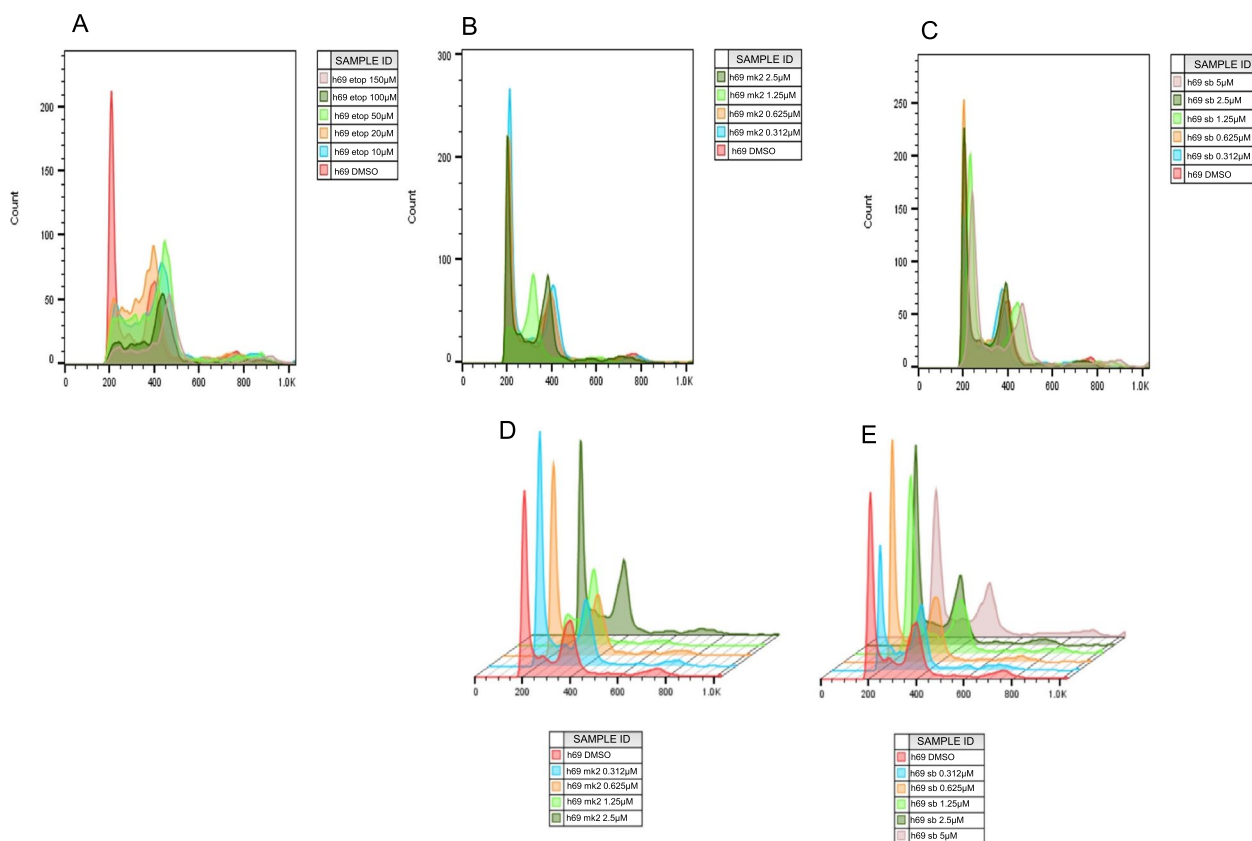 A
B
C
200
150
100
50
0
Count
0 200 400 600 800 1.0K
SAMPLE ID
h69 etop 150µM
h69 etop 100µM
h69 etop 50µM
h69 etop 20µM
h69 etop 10µM
h69 DMSO
300
200
100
0
Count
0 200 400 600 800 1.0K
SAMPLE ID
h69 mk2 2.5µM
h69 mk2 1.25µM
h69 mk2 0.625µM
h69 mk2 0.312µM
h69 DMSO
250
200
150
100
50
0
Count
0 200 400 600 800 1.0K
SAMPLE ID
h69 sb 5µM
h69 sb 2.5µM
h69 sb 1.25µM
h69 sb 0.625µM
h69 sb 0.312µM
h69 DMSO
D
E
0 200 400 600 800 1.0K
SAMPLE ID
h69 DMSO
h69 mk2 0.312µM
h69 mk2 0.625µM
h69 mk2 1.25µM
h69 mk2 2.5µM
0 200 400 600 800 1.0K
SAMPLE ID
h69 DMSO
h69 sb 0.312µM
h69 sb 0.625µM
h69 sb 1.25µM
h69 sb 2.5µM
h69 sb 5µM